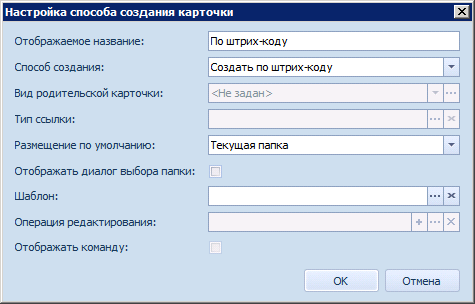 Настройка способа создания карточки
Отображаемое название: По штрих-коду
Способ создания: Создать по штрих-коду
Вид родительской карточки: <Не задан>
Тип ссылки:
Размещение по умолчанию: Текущая папка
Отображать диалог выбора папки:
Шаблон:
Операция редактирования:
Отображать команду:
OK Отмена